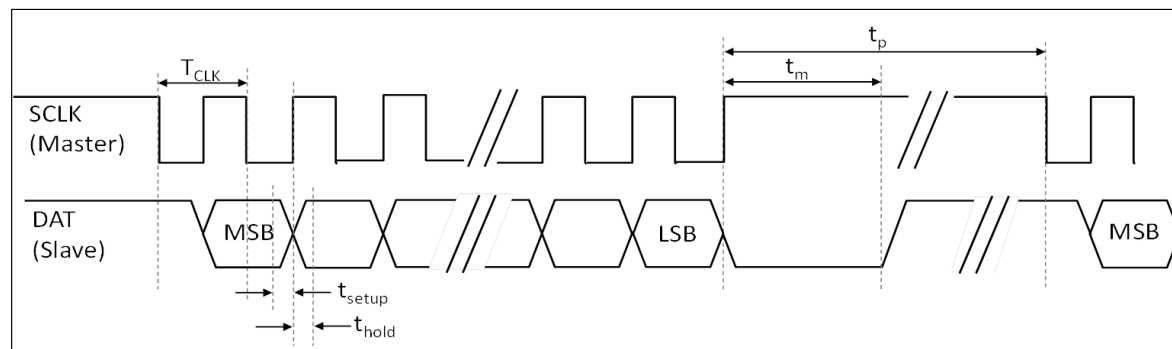 t_p
T_CLK
t_m
SCLK
(Master)
DAT
(Slave)
MSB
LSB
MSB
t_setup
t_hold